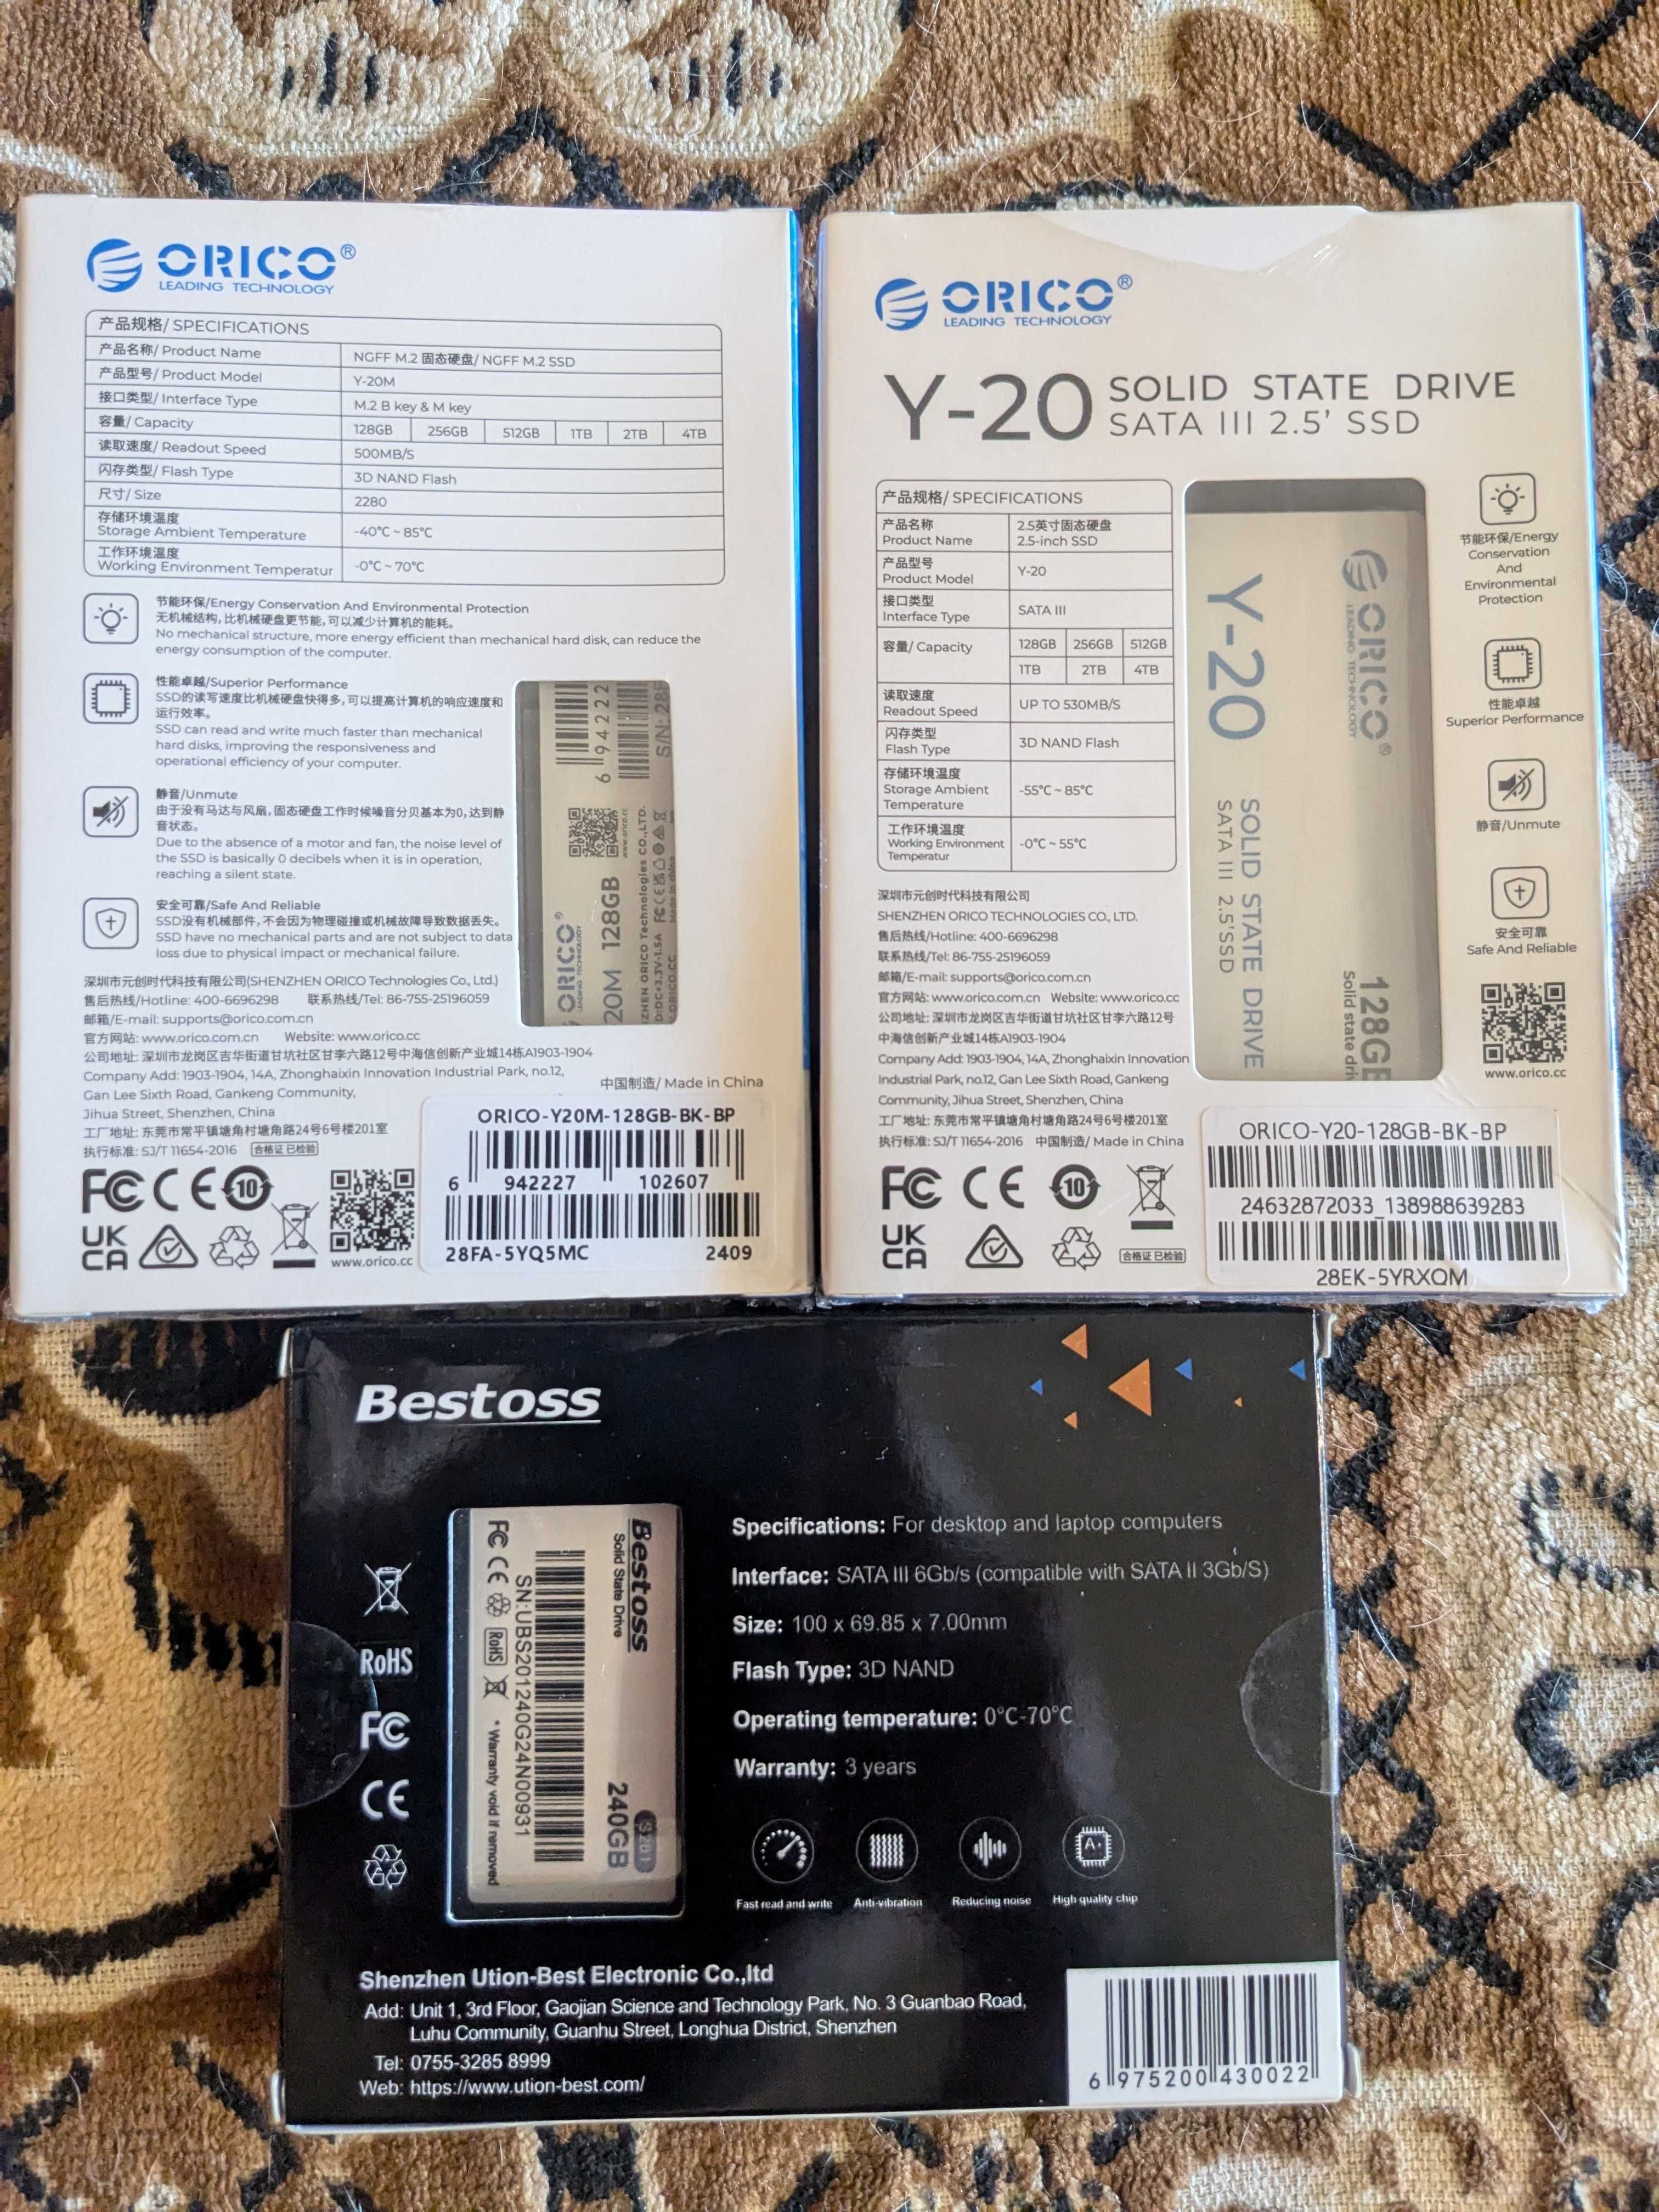 ORICO®
LEADING TECHNOLOGY
产品规格/ SPECIFICATIONS
产品名称/ Product Name NGFF M.2 固态硬盘/ NGFF M.2 SSD
产品型号/ Product Model Y-20M
接口类型/ Interface Type M.2 B key & M key
容量/ Capacity 128GB 256GB 512GB 1TB 2TB 4TB
读取速度/ Readout Speed 500MB/S
闪存类型/ Flash Type 3D NAND Flash
尺寸/ Size 2280
存储环境温度
Storage Ambient Temperature -40°C ~ 85°C
工作环境温度
Working Environment Temperatur -0°C ~ 70°C
节能环保/Energy Conservation And Environmental Protection
无机械结构，比机械硬盘更节能，可以减少计算机的能耗。
No mechanical structure, more energy efficient than mechanical hard disk, can reduce the
energy consumption of the computer.
性能卓越/Superior Performance
SSD的读写速度比机械硬盘快得多，可以提高计算机的响应速度和
运行效率。
SSD can read and write much faster than mechanical
hard disks, improving the responsiveness and
operational efficiency of your computer.
静音/Unmute
由于没有马达与风扇，固态硬盘工作时候噪音分贝基本为0，达到静
音状态。
Due to the absence of a motor and fan, the noise level of
the SSD is basically 0 decibels when it is in operation,
reaching a silent state.
安全可靠/Safe And Reliable
SSD没有机械部件，不会因为物理碰撞或机械故障导致数据丢失。
SSD have no mechanical parts and are not subject to data
loss due to physical impact or mechanical failure.
6 94222
S/N: 28
www.orico.cc
ORICO®
LEADING TECHNOLOGY
20M 128GB
ZHEN ORICO Technologies CO.,LTD.
D:DC+3.3V-1.5A FC CE
ORICO.CC Made in china
深圳市元创时代科技有限公司(SHENZHEN ORICO Technologies Co., Ltd.)
售后热线/Hotline: 400-6696298 联系热线/Tel: 86-755-25196059
邮箱/E-mail: supports@orico.com.cn
官方网站: www.orico.com.cn Website: www.orico.cc
公司地址: 深圳市龙岗区吉华街道甘坑社区甘李六路12号中海信创新产业城14栋A1903-1904
Company Add: 1903-1904, 14A, Zhonghaixin Innovation Industrial Park, no.12,
Gan Lee Sixth Road, Gankeng Community,
Jihua Street, Shenzhen, China
中国制造/ Made in China
工厂地址: 东莞市常平镇塘角村塘角路24号6号楼201室
执行标准: SJ/T 11654-2016 合格证 已检验
FC CE 10
UK
CA
www.orico.cc
ORICO-Y20M-128GB-BK-BP
6 942227 102607
28FA-5YQ5MC 2409
ORICO®
LEADING TECHNOLOGY
Y-20 SOLID STATE DRIVE
SATA III 2.5' SSD
产品规格/ SPECIFICATIONS
产品名称 2.5英寸固态硬盘
Product Name 2.5-inch SSD
产品型号
Product Model Y-20
接口类型
Interface Type SATA III
容量/ Capacity 128GB 256GB 512GB
1TB 2TB 4TB
读取速度
Readout Speed UP TO 530MB/S
闪存类型
Flash Type 3D NAND Flash
存储环境温度
Storage Ambient
Temperature -55°C ~ 85°C
工作环境温度
Working Environment
Temperatur -0°C ~ 55°C
ORICO®
LEADING TECHNOLOGY
Y-20
SOLID STATE DRIVE
SATA III 2.5'SSD
128GB
Solid state dri
节能环保/Energy
Conservation
And
Environmental
Protection
性能卓越
Superior Performance
静音/Unmute
安全可靠
Safe And Reliable
www.orico.cc
深圳市元创时代科技有限公司
SHENZHEN ORICO TECHNOLOGIES CO., LTD.
售后热线/Hotline: 400-6696298
联系热线/Tel: 86-755-25196059
邮箱/E-mail: supports@orico.com.cn
官方网站: www.orico.com.cn Website: www.orico.cc
公司地址: 深圳市龙岗区吉华街道甘坑社区甘李六路12号
中海信创新产业城14栋A1903-1904
Company Add: 1903-1904, 14A, Zhonghaixin Innovation
Industrial Park, no.12, Gan Lee Sixth Road, Gankeng
Community, Jihua Street, Shenzhen, China
工厂地址: 东莞市常平镇塘角村塘角路24号6号楼201室
执行标准: SJ/T 11654-2016 中国制造/ Made in China
FC CE 10
UK
CA
合格证 已检验
ORICO-Y20-128GB-BK-BP
24632872033_138988639283
28EK-5YRXQM
Bestoss
RoHS
FC
CE
Bestoss
Solid State Drive
S201
240GB
SN:UBS201240G24N00931
FC CE RoHS *Warranty void if removed
Specifications: For desktop and laptop computers
Interface: SATA III 6Gb/s (compatible with SATA II 3Gb/S)
Size: 100 x 69.85 x 7.00mm
Flash Type: 3D NAND
Operating temperature: 0°C-70°C
Warranty: 3 years
A+
Fast read and write Anti-vibration Reducing noise High quality chip
Shenzhen Ution-Best Electronic Co.,ltd
Add: Unit 1, 3rd Floor, Gaojian Science and Technology Park, No. 3 Guanbao Road,
Luhu Community, Guanhu Street, Longhua District, Shenzhen
Tel: 0755-3285 8999
Web: https://www.ution-best.com/
6 975200 430022